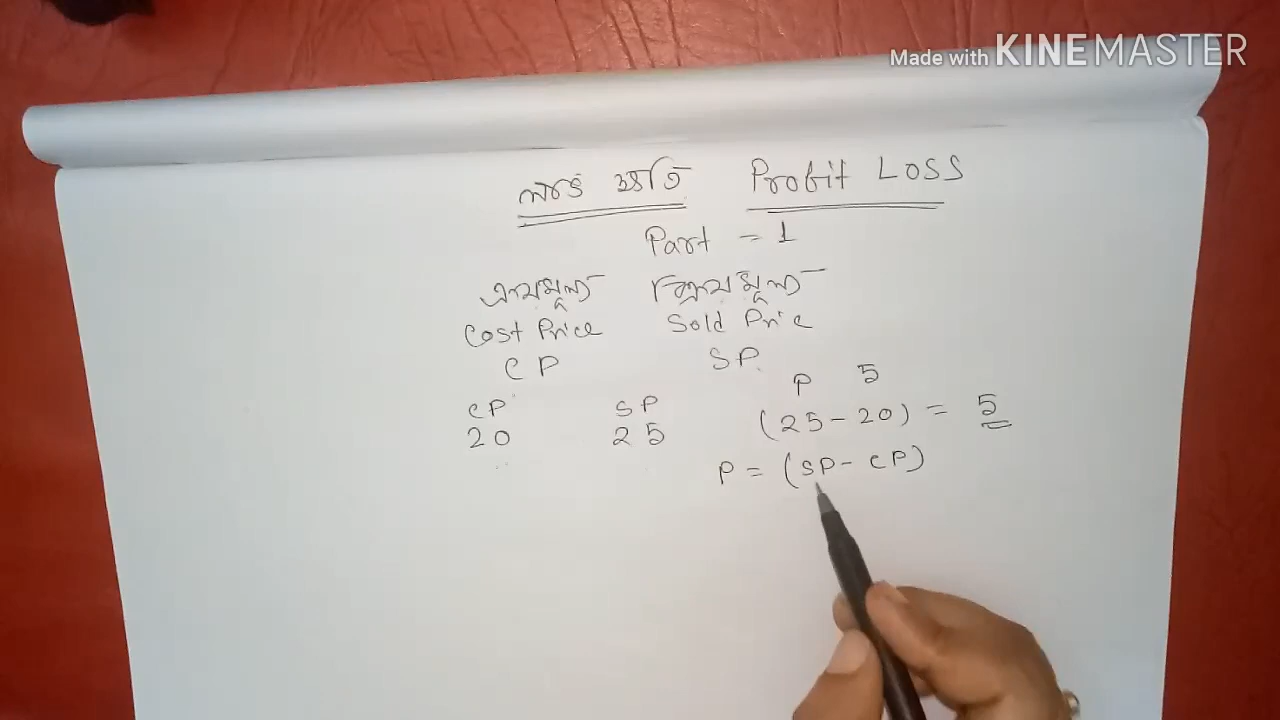 Made with KINEMASTER
লাভ ক্ষতি Profit LOSS
Part = 1
ক্রয়মূল্য বিক্রয়মূল্য
Cost Price Sold Price
CP SP
P 5
CP SP
20 25 (25-20) = 5
P = (SP- CP)